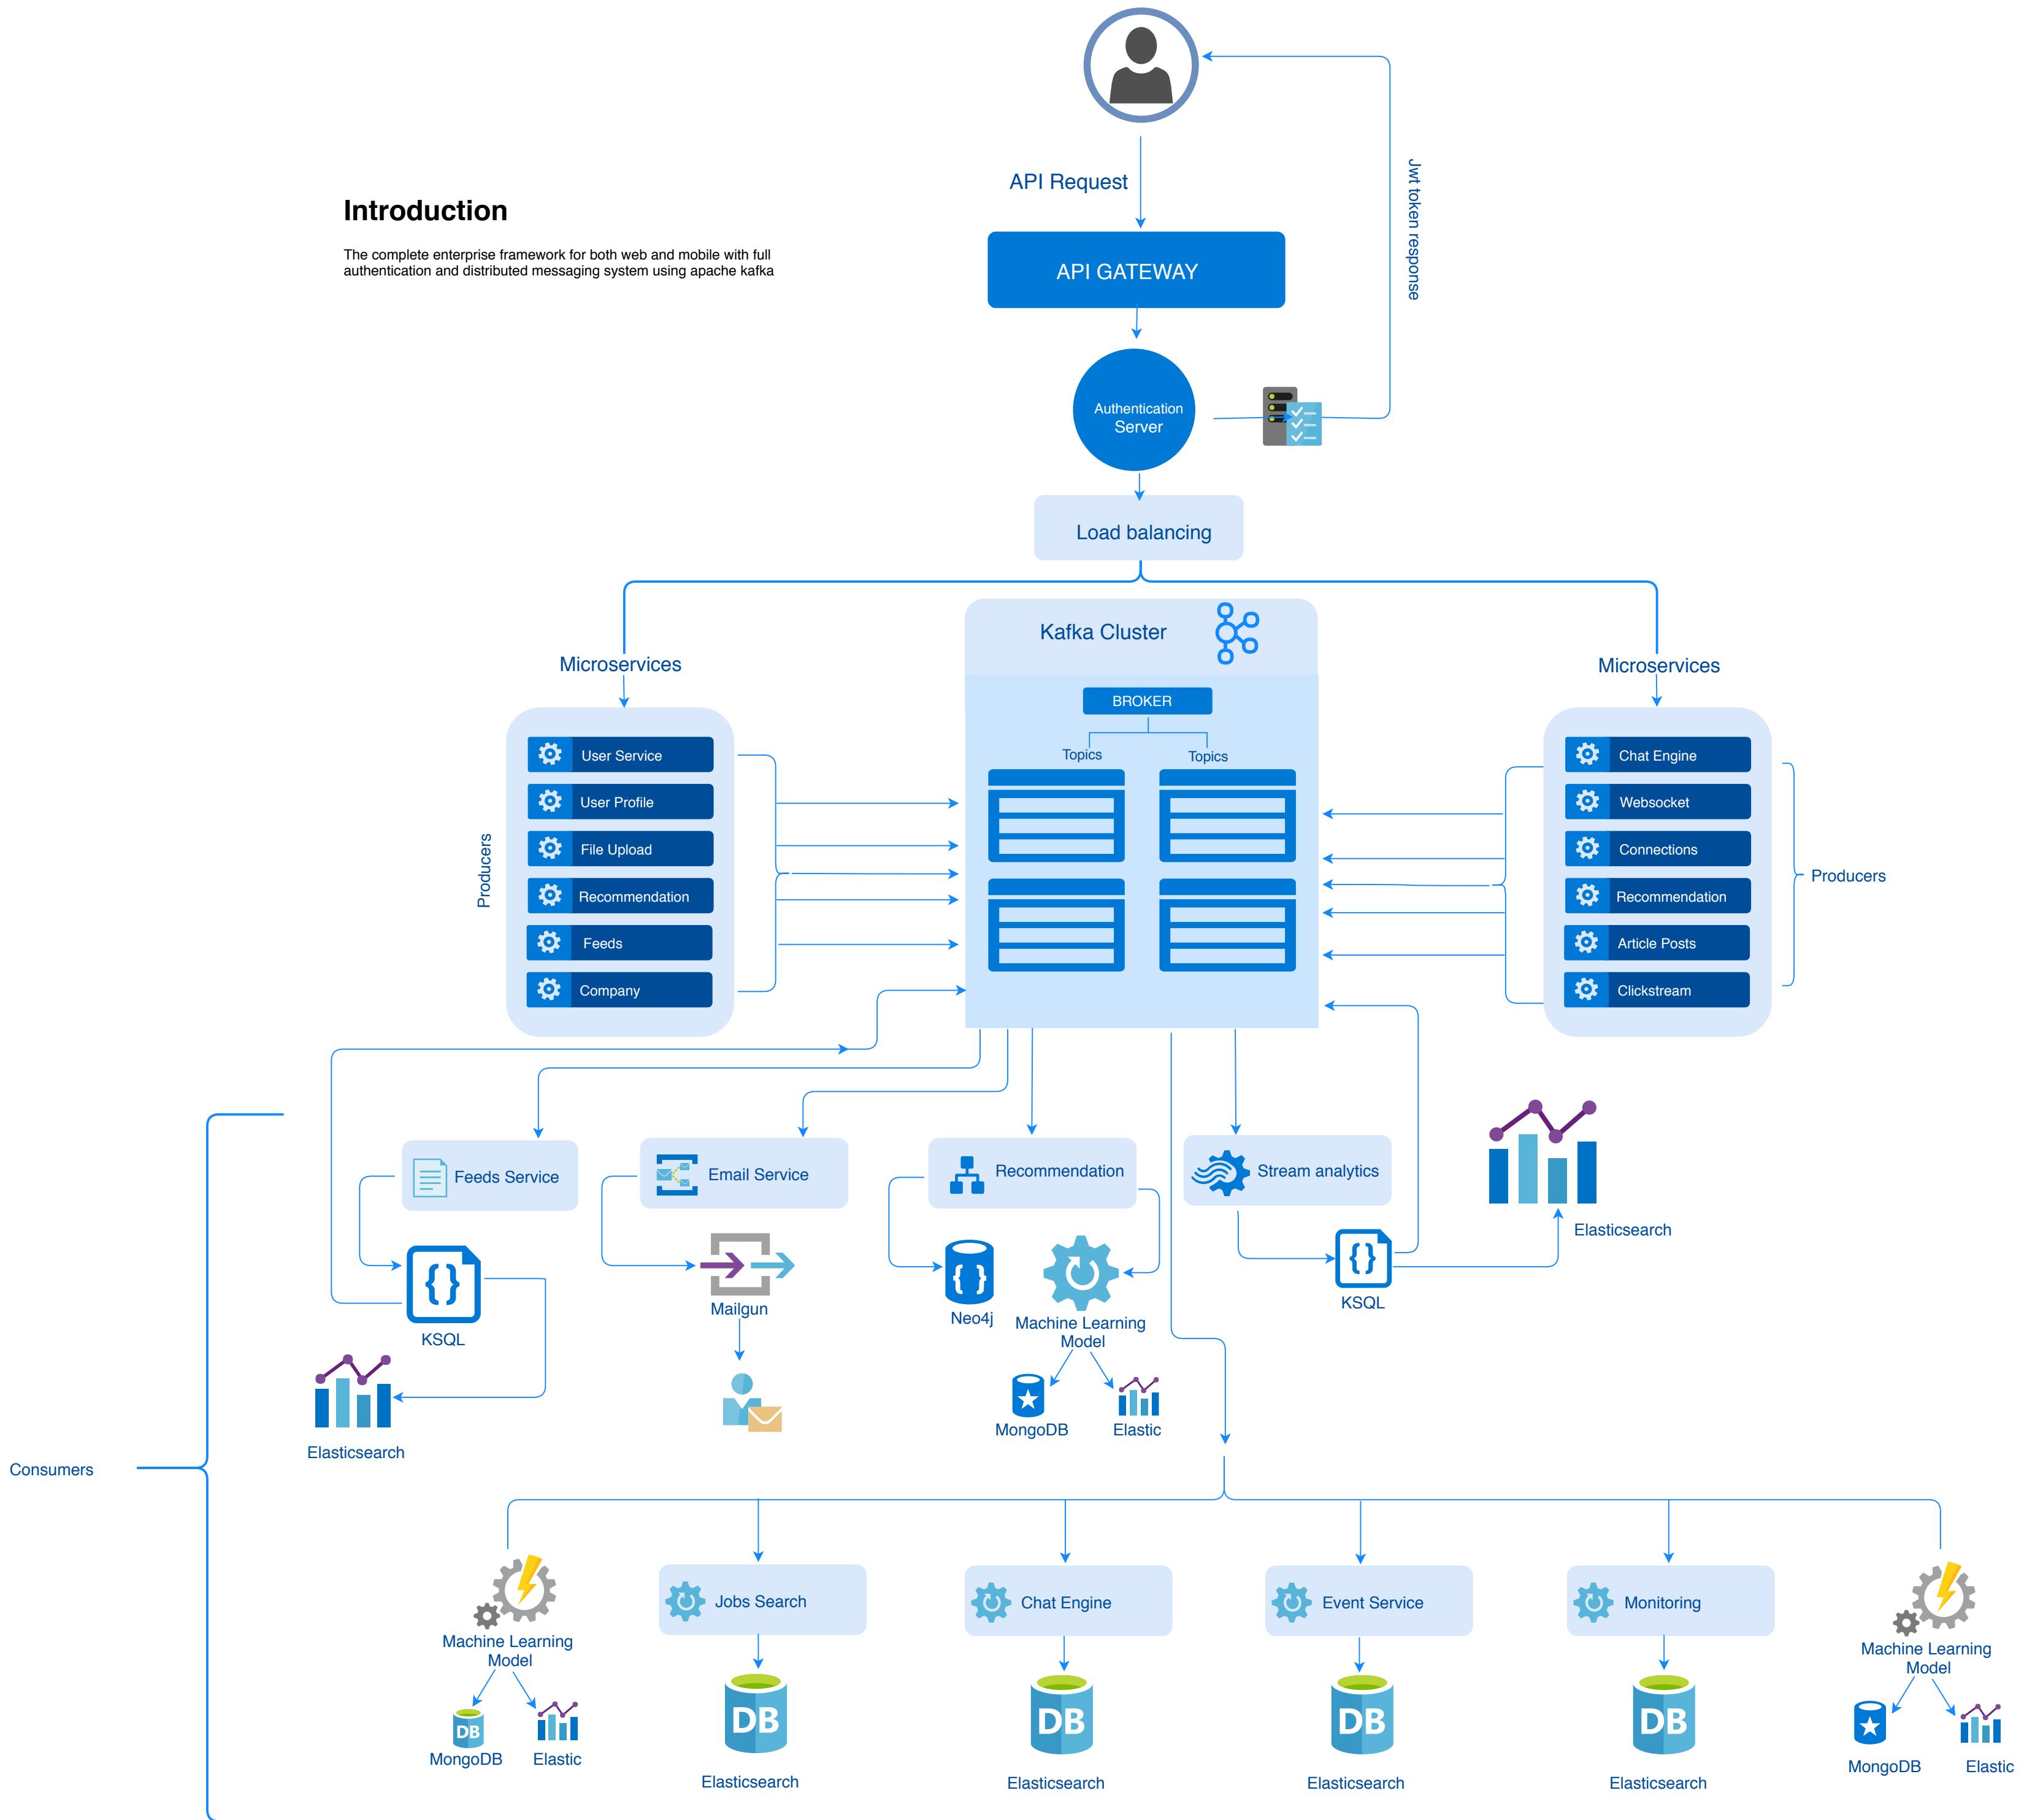 API Request
Jwt token response
Introduction
The complete enterprise framework for both web and mobile with full
authentication and distributed messaging system using apache kafka
API GATEWAY
Authentication
Server
Load balancing
Kafka Cluster
Microservices
Microservices
BROKER
Topics
Topics
Producers
User Service
User Profile
File Upload
Recommendation
Feeds
Company
Chat Engine
Websocket
Connections
Recommendation
Article Posts
Clickstream
Producers
Feeds Service
Email Service
Recommendation
Stream analytics
{ }
KSQL
Elasticsearch
Mailgun
{ }
Neo4j
Machine Learning
Model
MongoDB
Elastic
{ }
KSQL
Elasticsearch
Consumers
Machine Learning
Model
DB
MongoDB
Elastic
Jobs Search
DB
Elasticsearch
Chat Engine
DB
Elasticsearch
Event Service
DB
Elasticsearch
Monitoring
DB
Elasticsearch
Machine Learning
Model
MongoDB
Elastic